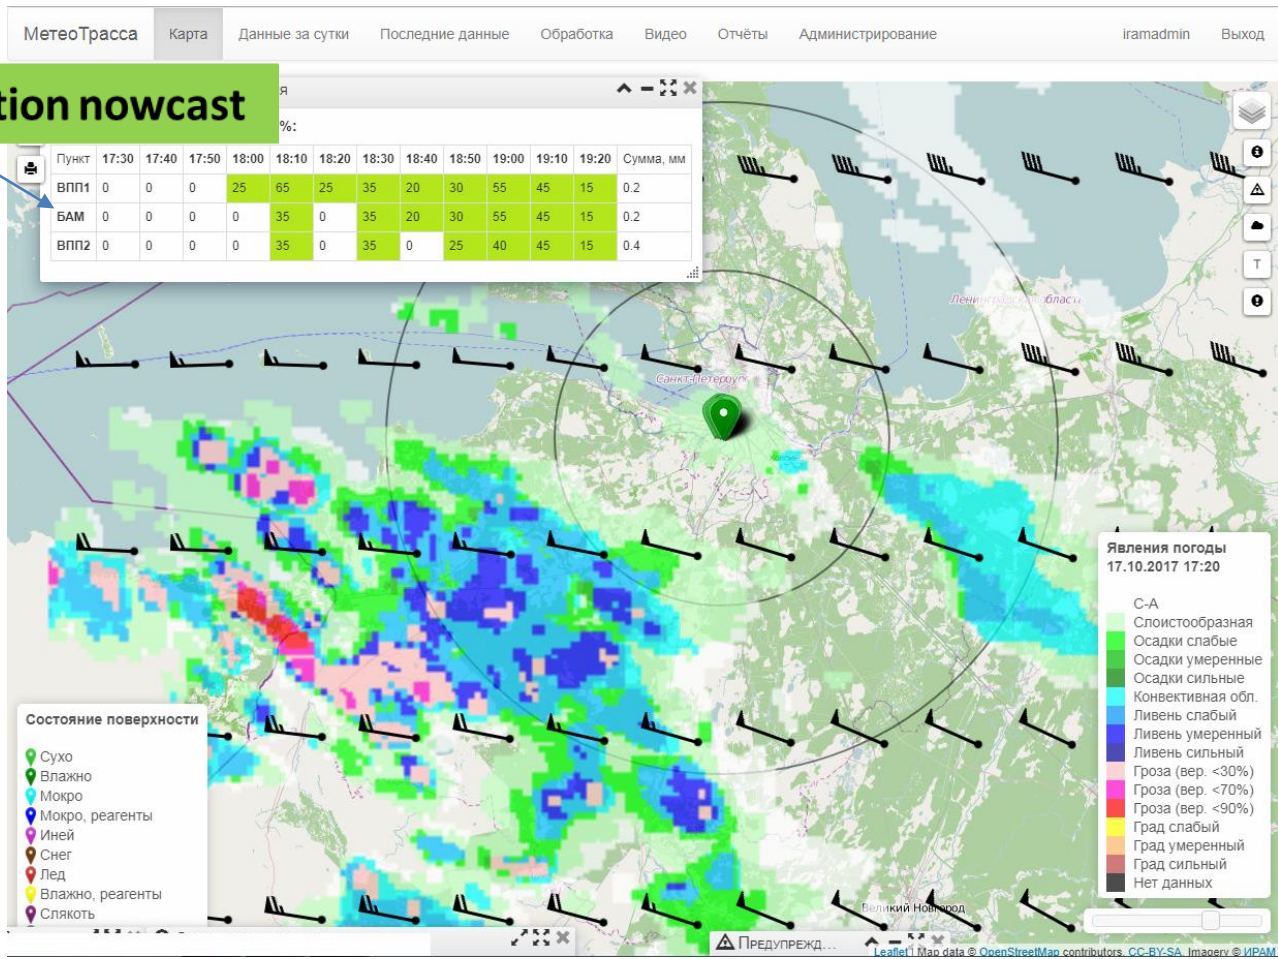 МетеоТрасса Карта Данные за сутки Последние данные Обработка Видео Отчёты Администрирование iramadmin Выход
tion nowcast
я
%:
Пункт 17:30 17:40 17:50 18:00 18:10 18:20 18:30 18:40 18:50 19:00 19:10 19:20 Сумма, мм
ВПП1 0 0 0 25 65 25 35 20 30 55 45 15 0.2
БАМ 0 0 0 0 35 0 35 20 30 55 45 15 0.2
ВПП2 0 0 0 0 35 0 35 0 25 40 45 15 0.4
T
Ленинградская область
Санкт-Петербург
Явления погоды
17.10.2017 17:20
С-А
Слоистообразная
Осадки слабые
Осадки умеренные
Осадки сильные
Конвективная обл.
Ливень слабый
Ливень умеренный
Ливень сильный
Гроза (вер. <30%)
Гроза (вер. <70%)
Гроза (вер. <90%)
Град слабый
Град умеренный
Град сильный
Нет данных
Состояние поверхности
Сухо
Влажно
Мокро
Мокро, реагенты
Иней
Снег
Лед
Влажно, реагенты
Слякоть
Великий Новгород
ПРЕДУПРЕЖД...
Leaflet | Map data © OpenStreetMap contributors, CC-BY-SA, Imagery © ИРАМ